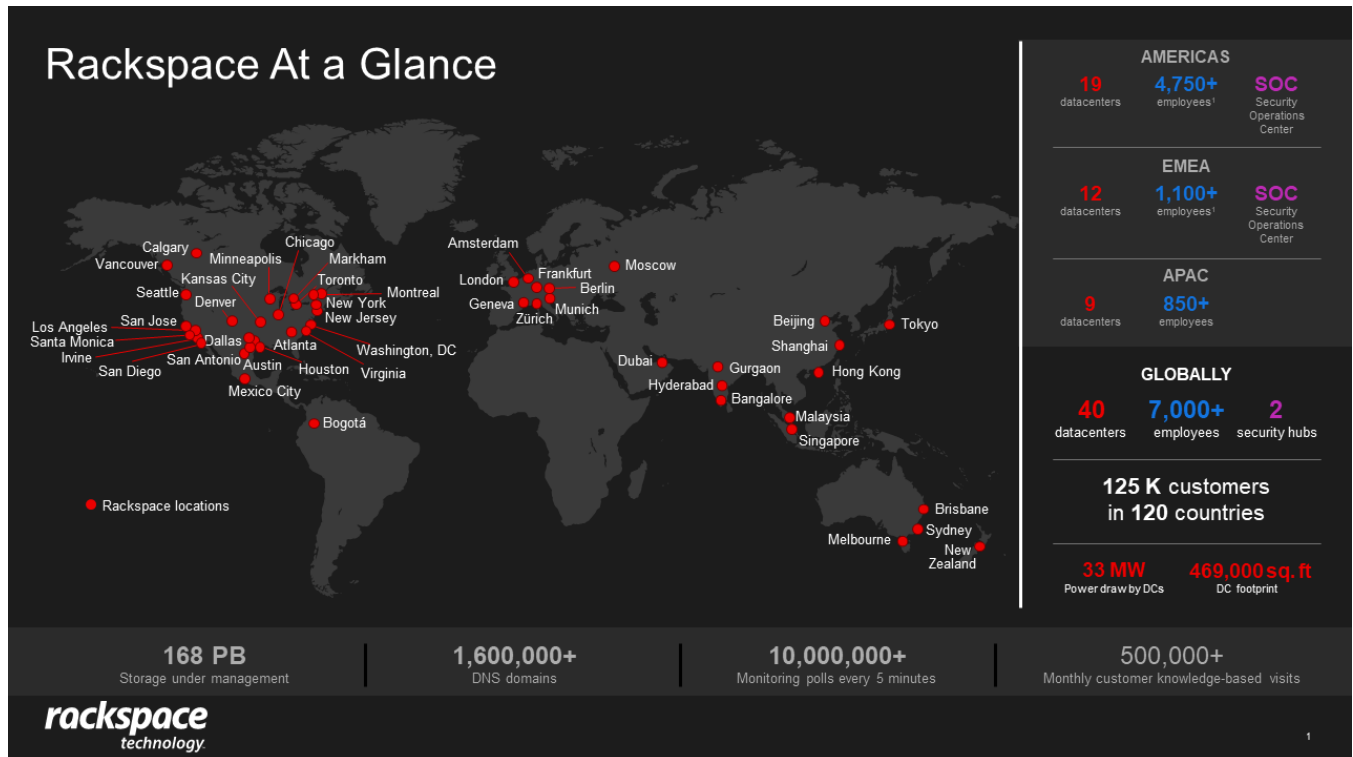 Rackspace At a Glance
AMERICAS
19
datacenters
4,750+
employees¹
SOC
Security
Operations
Center
EMEA
12
datacenters
1,100+
employees¹
SOC
Security
Operations
Center
APAC
9
datacenters
850+
employees
GLOBALLY
40
datacenters
7,000+
employees
2
security hubs
125 K customers
in 120 countries
33 MW
Power draw by DCs
469,000 sq. ft
DC footprint
Calgary
Vancouver
Seattle
Kansas City
Minneapolis
Chicago
Markham
Toronto
Montreal
Denver
San Jose
New York
New Jersey
Los Angeles
Santa Monica
Irvine
San Diego
Dallas
San Antonio
Austin
Atlanta
Houston
Washington, DC
Virginia
Mexico City
Bogotá
Amsterdam
London
Frankfurt
Berlin
Geneva
Zürich
Munich
Moscow
Dubai
Beijing
Tokyo
Shanghai
Gurgaon
Hong Kong
Hyderabad
Bangalore
Malaysia
Singapore
Brisbane
Sydney
Melbourne
New
Zealand
Rackspace locations
168 PB
Storage under management
1,600,000+
DNS domains
10,000,000+
Monitoring polls every 5 minutes
500,000+
Monthly customer knowledge-based visits
rackspace
technology.
1